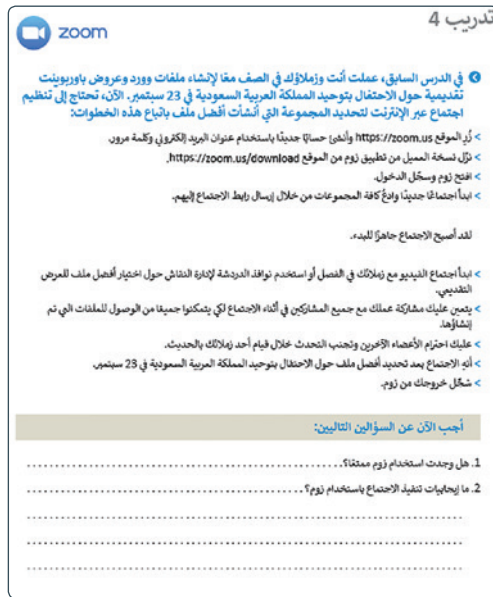 تدريب 4
zoom
في الدرس السابق، عملت أنت وزملاؤك في الصف معًا لإنشاء ملفات وورد وعروض باوربوينت
تقديمية حول الاحتفال بتوحيد المملكة العربية السعودية في 23 سبتمبر. الآن، تحتاج إلى تنظيم
اجتماع عبر الإنترنت لتحديد المجموعة التي أنشأت أفضل ملف باتباع هذه الخطوات:
> زُر الموقع https://zoom.us وأنشئ حسابًا جديدًا باستخدام عنوان البريد إلكتروني وكلمة مرور.
> نزّل نسخة العميل من تطبيق زوم من الموقع https://zoom.us/download.
> افتح زوم وسجّل الدخول.
> ابدأ اجتماعًا جديدًا وادعُ كافة المجموعات من خلال إرسال رابط الاجتماع إليهم.
لقد أصبح الاجتماع جاهزًا للبدء.
> ابدأ اجتماع الفيديو مع زملائك في الفصل أو استخدم نوافذ الدردشة لإدارة النقاش حول اختيار أفضل ملف للعرض
التقديمي.
> يتعين عليك مشاركة عملك مع جميع المشاركين في أثناء الاجتماع لكي يتمكنوا جميعًا من الوصول للملفات التي تم
إنشاؤها.
> عليك احترام الأعضاء الآخرين وتجنب التحدث خلال قيام أحد زملائك بالحديث.
> أنهِ الاجتماع بعد تحديد أفضل ملف حول الاحتفال بتوحيد المملكة العربية السعودية في 23 سبتمبر.
> سجّل خروجك من زوم.
أجب الآن عن السؤالين التاليين:
1. هل وجدت استخدام زوم ممتعًا؟
2. ما إيجابيات تنفيذ الاجتماع باستخدام زوم؟